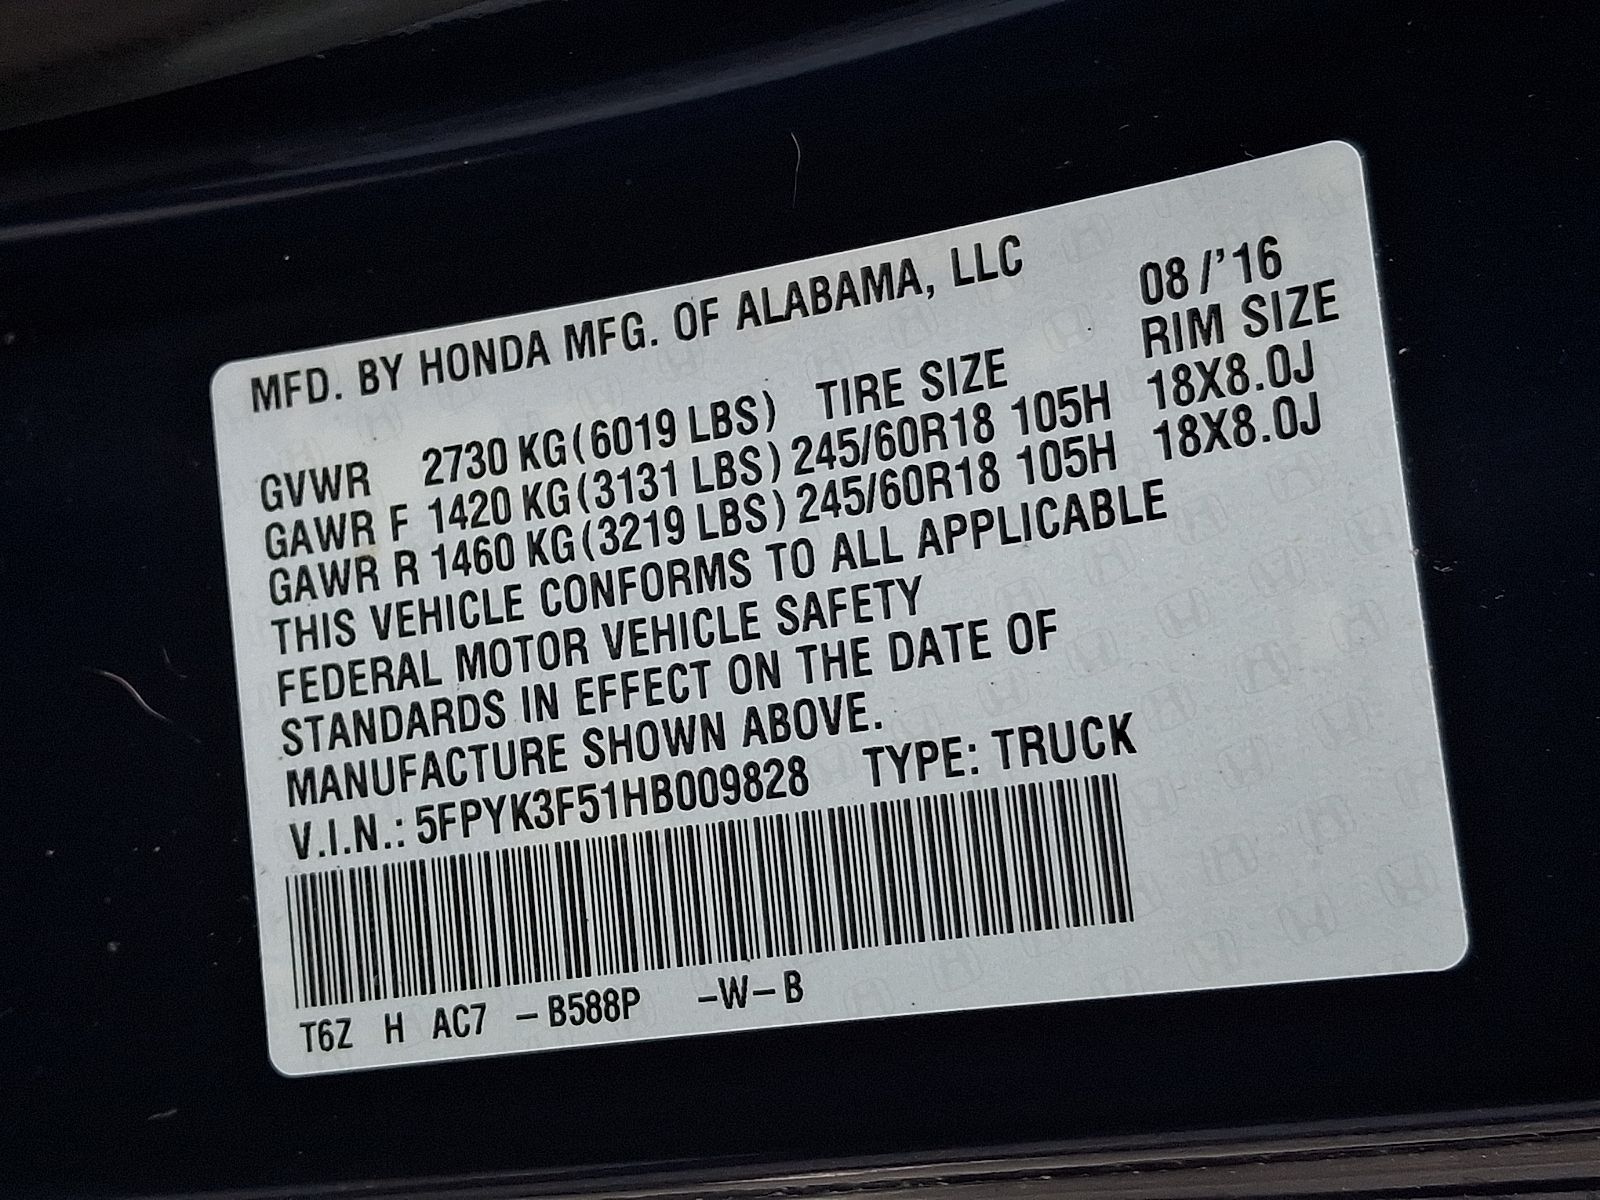 MFD. BY HONDA MFG. OF ALABAMA, LLC 08/'16
GVWR 2730 KG(6019 LBS) TIRE SIZE RIM SIZE
GAWR F 1420 KG(3131 LBS) 245/60R18 105H 18X8.0J
GAWR R 1460 KG(3219 LBS) 245/60R18 105H 18X8.0J
THIS VEHICLE CONFORMS TO ALL APPLICABLE
FEDERAL MOTOR VEHICLE SAFETY
STANDARDS IN EFFECT ON THE DATE OF
MANUFACTURE SHOWN ABOVE.
V.I.N.: 5FPYK3F51HB009828 TYPE: TRUCK
T6Z H AC7 -B588P -W-B